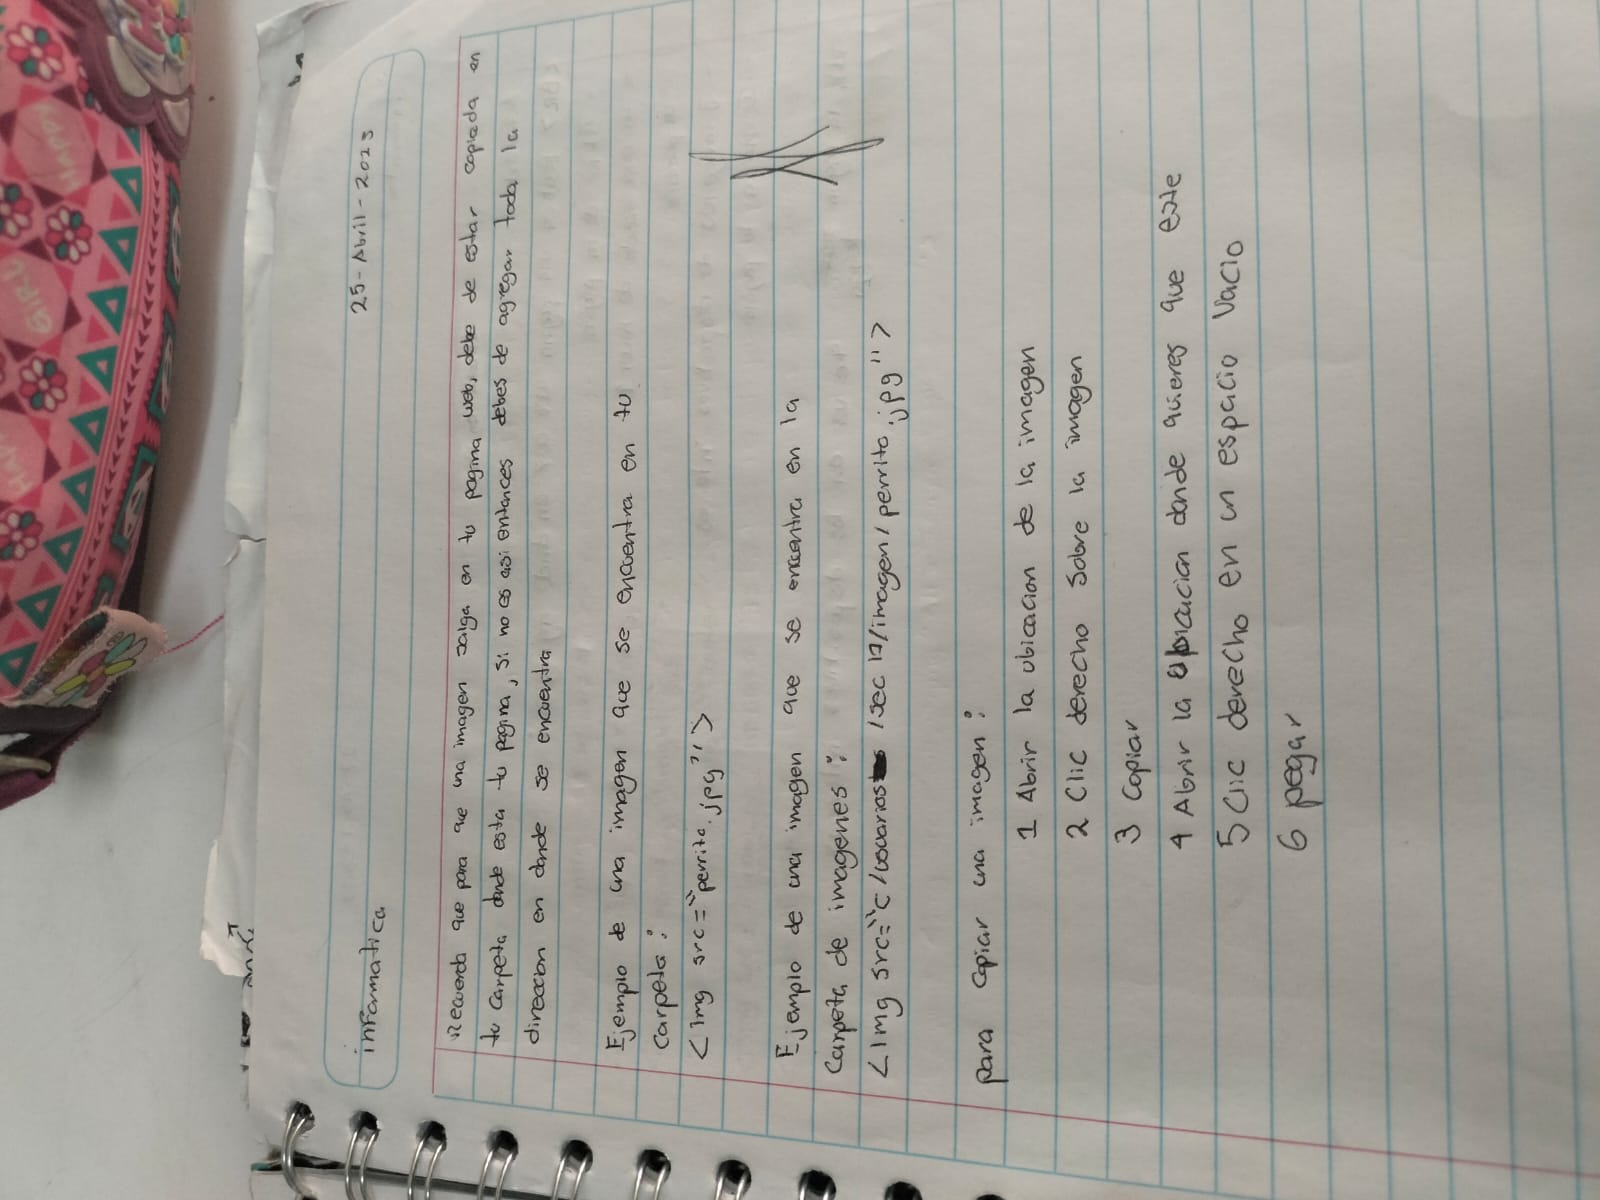 informatica 25 - Abril - 2023
Recuerda que para que una imagen salga en tu pagina web, debe de estar copiada en
tu carpeta donde esta tu pagina, si no es asi entonces debes de agregar toda la
direccion en donde se encuentra
Ejemplo de una imagen que se encuentra en tu
carpeta:
<img src="perrito.jpg">
Ejemplo de una imagen que se encuentra en la
carpeta de imagenes:
<img src="c/usuarios/sec 17/imagen/perrito.jpg">
para copiar una imagen:
1 Abrir la ubicacion de la imagen
2 Clic derecho sobre la imagen
3 Copiar
4 Abrir la ubicacion donde quieres que este
5 Clic derecho en un espacio vacio
6 pegar
HAPPY
GIRL